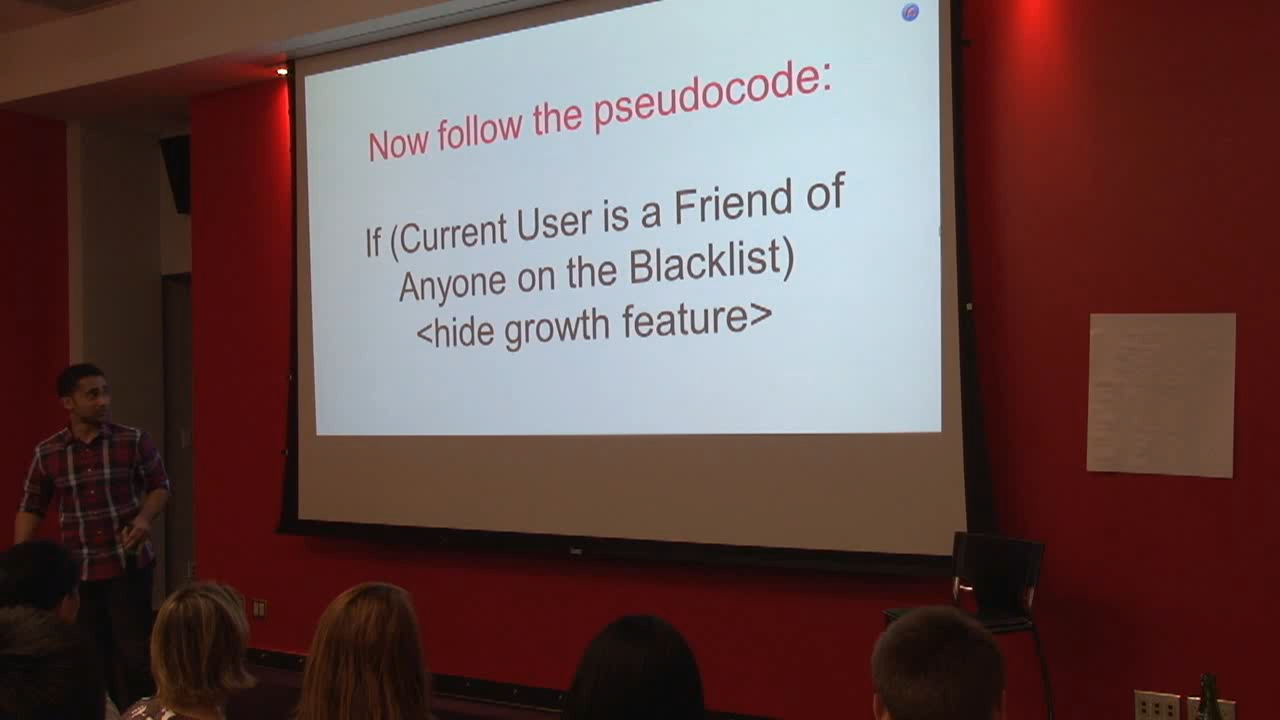 Now follow the pseudocode:
If (Current User is a Friend of
Anyone on the Blacklist)
<hide growth feature>